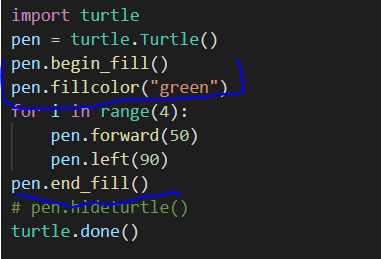 import turtle
pen = turtle.Turtle()
pen.begin_fill()
pen.fillcolor("green")
for i in range(4):
    pen.forward(50)
    pen.left(90)
pen.end_fill()
# pen.hideturtle()
turtle.done()